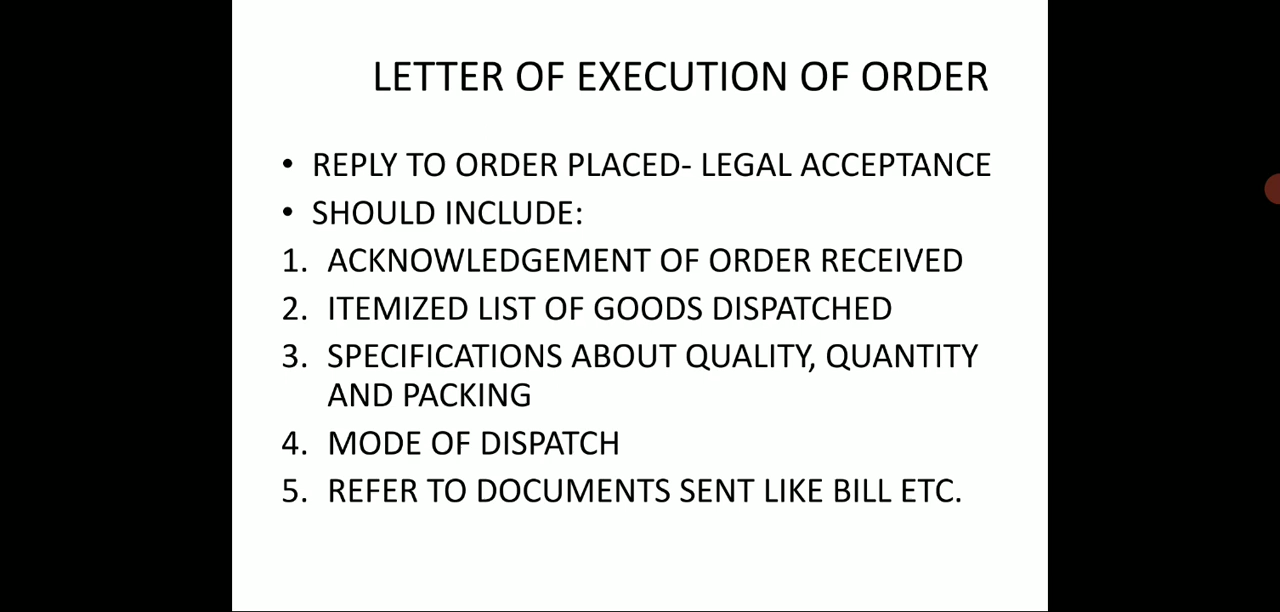 LETTER OF EXECUTION OF ORDER
• REPLY TO ORDER PLACED- LEGAL ACCEPTANCE
• SHOULD INCLUDE:
1. ACKNOWLEDGEMENT OF ORDER RECEIVED
2. ITEMIZED LIST OF GOODS DISPATCHED
3. SPECIFICATIONS ABOUT QUALITY, QUANTITY
AND PACKING
4. MODE OF DISPATCH
5. REFER TO DOCUMENTS SENT LIKE BILL ETC.